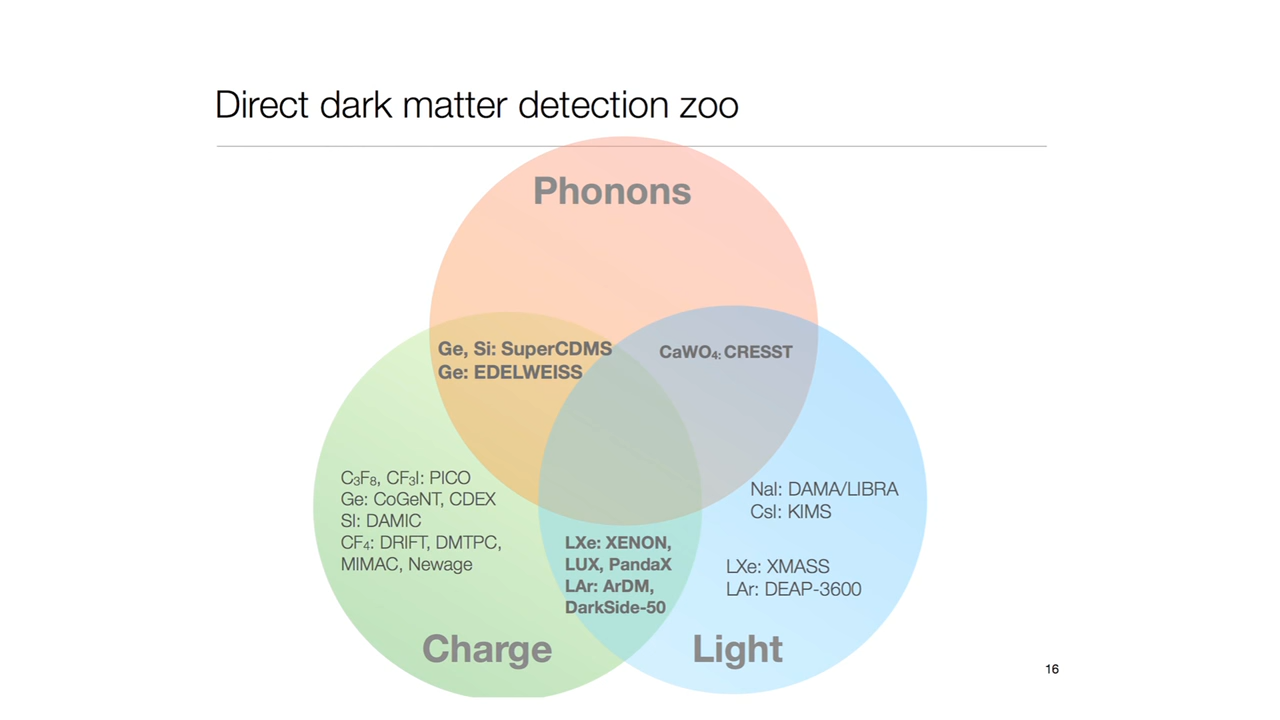 Direct dark matter detection zoo
Phonons
Ge, Si: SuperCDMS
Ge: EDELWEISS
CaWO₄: CRESST
C₃F₈, CF₃I: PICO
Ge: CoGeNT, CDEX
SI: DAMIC
CF₄: DRIFT, DMTPC,
MIMAC, Newage
LXe: XENON,
LUX, PandaX
LAr: ArDM,
DarkSide-50
NaI: DAMA/LIBRA
CsI: KIMS
LXe: XMASS
LAr: DEAP-3600
Charge
Light
16